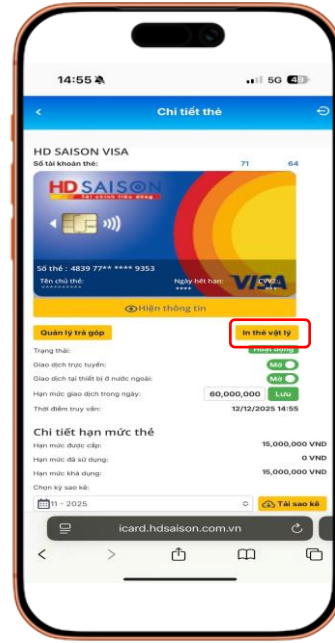 14:55
5G 42
Chi tiết thẻ
HD SAISON VISA
Số tài khoản thẻ: 71 64
HD SAISON
Tài chính tiêu dùng
Số thẻ : 4839 77** **** 9353
Tên chủ thẻ: Ngày hết hạn: CVV2:
********** **** ***
VISA
Hiện thông tin
Quản lý trả góp In thẻ vật lý
Trạng thái: Hoạt động
Giao dịch trực tuyến: Mở
Giao dịch tại thiết bị ở nước ngoài: Mở
Hạn mức giao dịch trong ngày: 60,000,000 Lưu
Thời điểm truy vấn: 12/12/2025 14:55
Chi tiết hạn mức thẻ
Hạn mức được cấp: 15,000,000 VND
Hạn mức đã sử dụng: 0 VND
Hạn mức khả dụng: 15,000,000 VND
Chọn kỳ sao kê:
11 - 2025 Tải sao kê
icard.hdsaison.com.vn